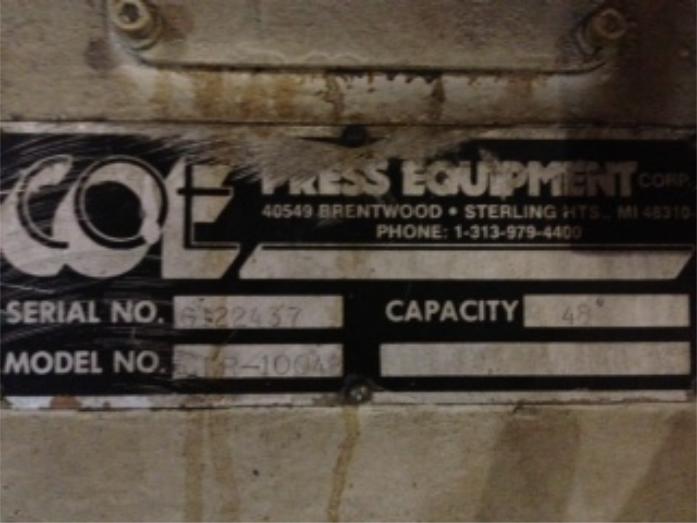 COE PRESS EQUIPMENT CORP.
40549 BRENTWOOD • STERLING HTS., MI 48310
PHONE: 1-313-979-4400
SERIAL NO. CAPACITY 48"
MODEL NO.